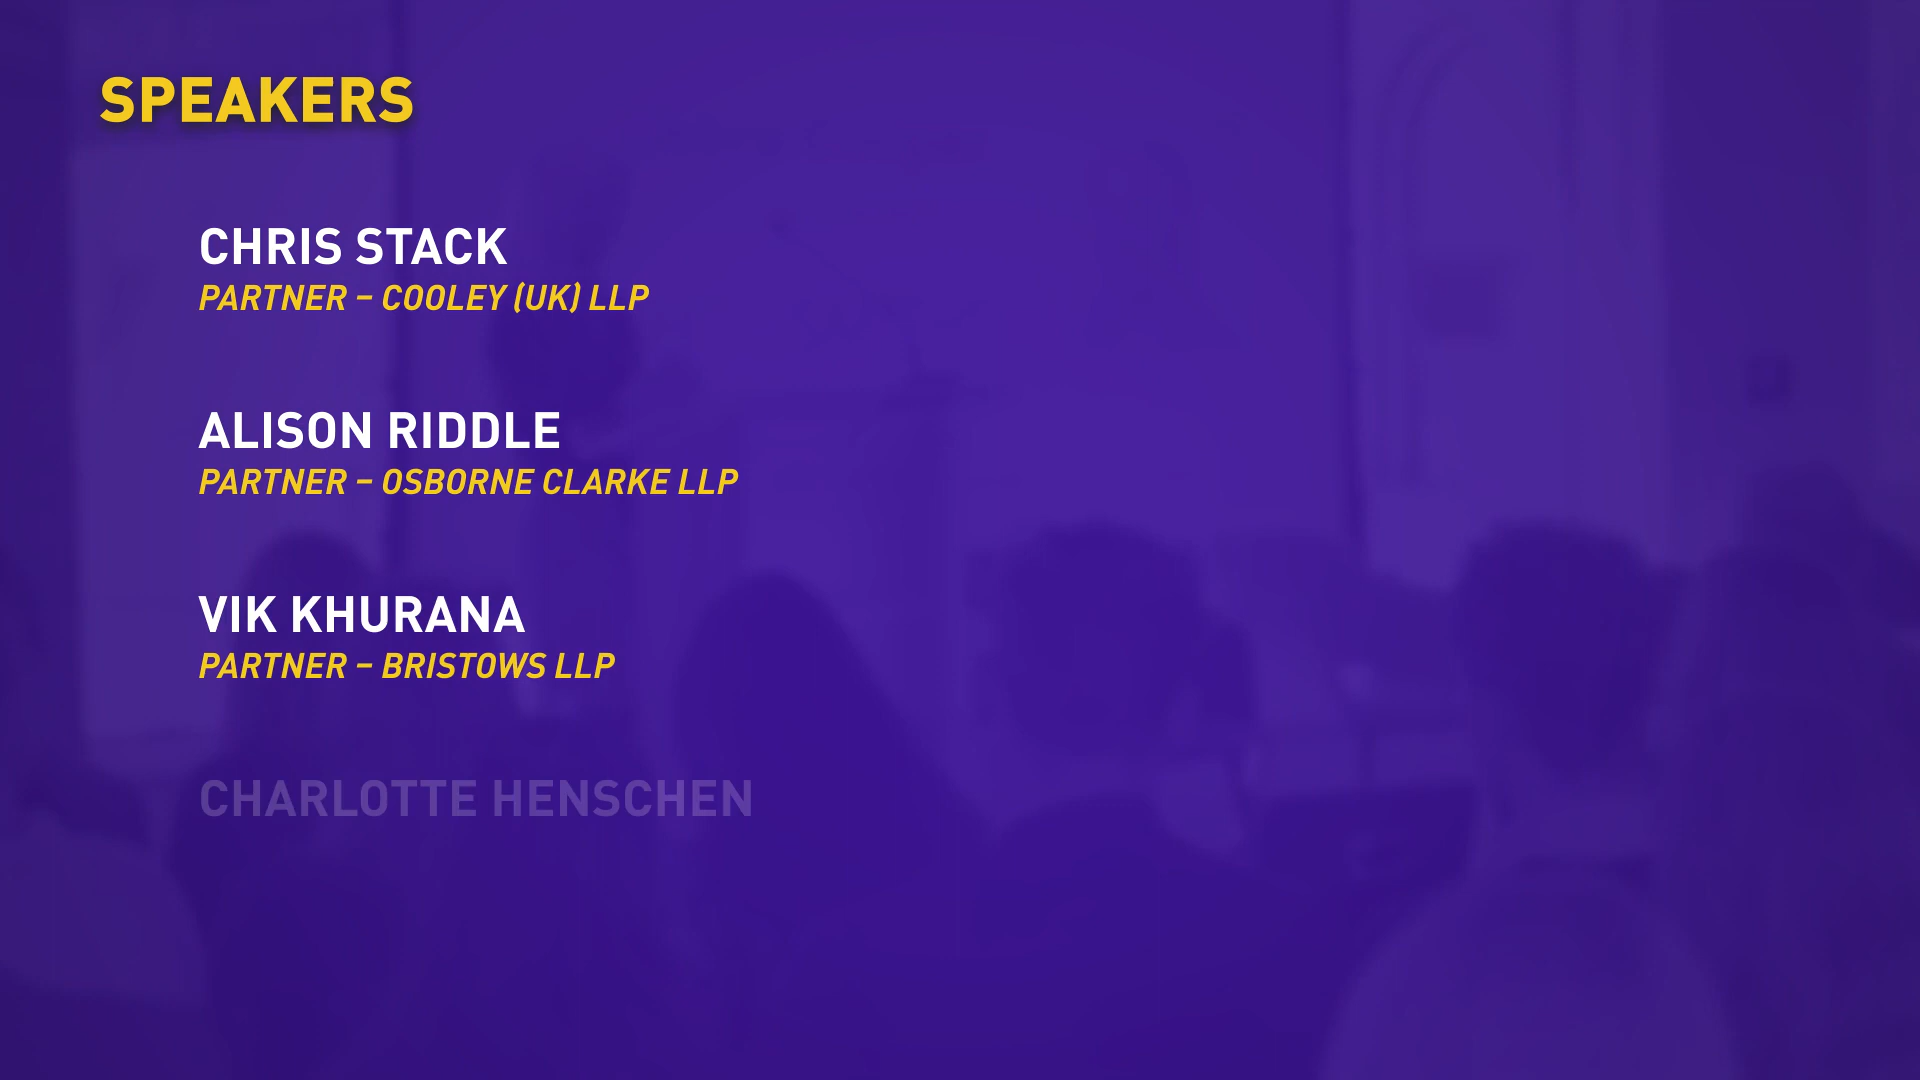 SPEAKERS
CHRIS STACK
PARTNER – COOLEY (UK) LLP
ALISON RIDDLE
PARTNER – OSBORNE CLARKE LLP
VIK KHURANA
PARTNER – BRISTOWS LLP
CHARLOTTE HENSCHEN